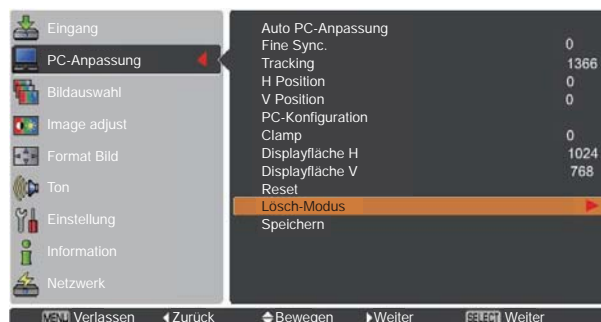 Eingang
PC-Anpassung
Bildauswahl
Image adjust
Format Bild
Ton
Einstellung
Information
Netzwerk
Auto PC-Anpassung
Fine Sync. 0
Tracking 1366
H Position 0
V Position 0
PC-Konfiguration
Clamp 0
Displayfläche H 1024
Displayfläche V 768
Reset
Lösch-Modus
Speichern
MENU Verlassen Zurück Bewegen Weiter SELECT Weiter